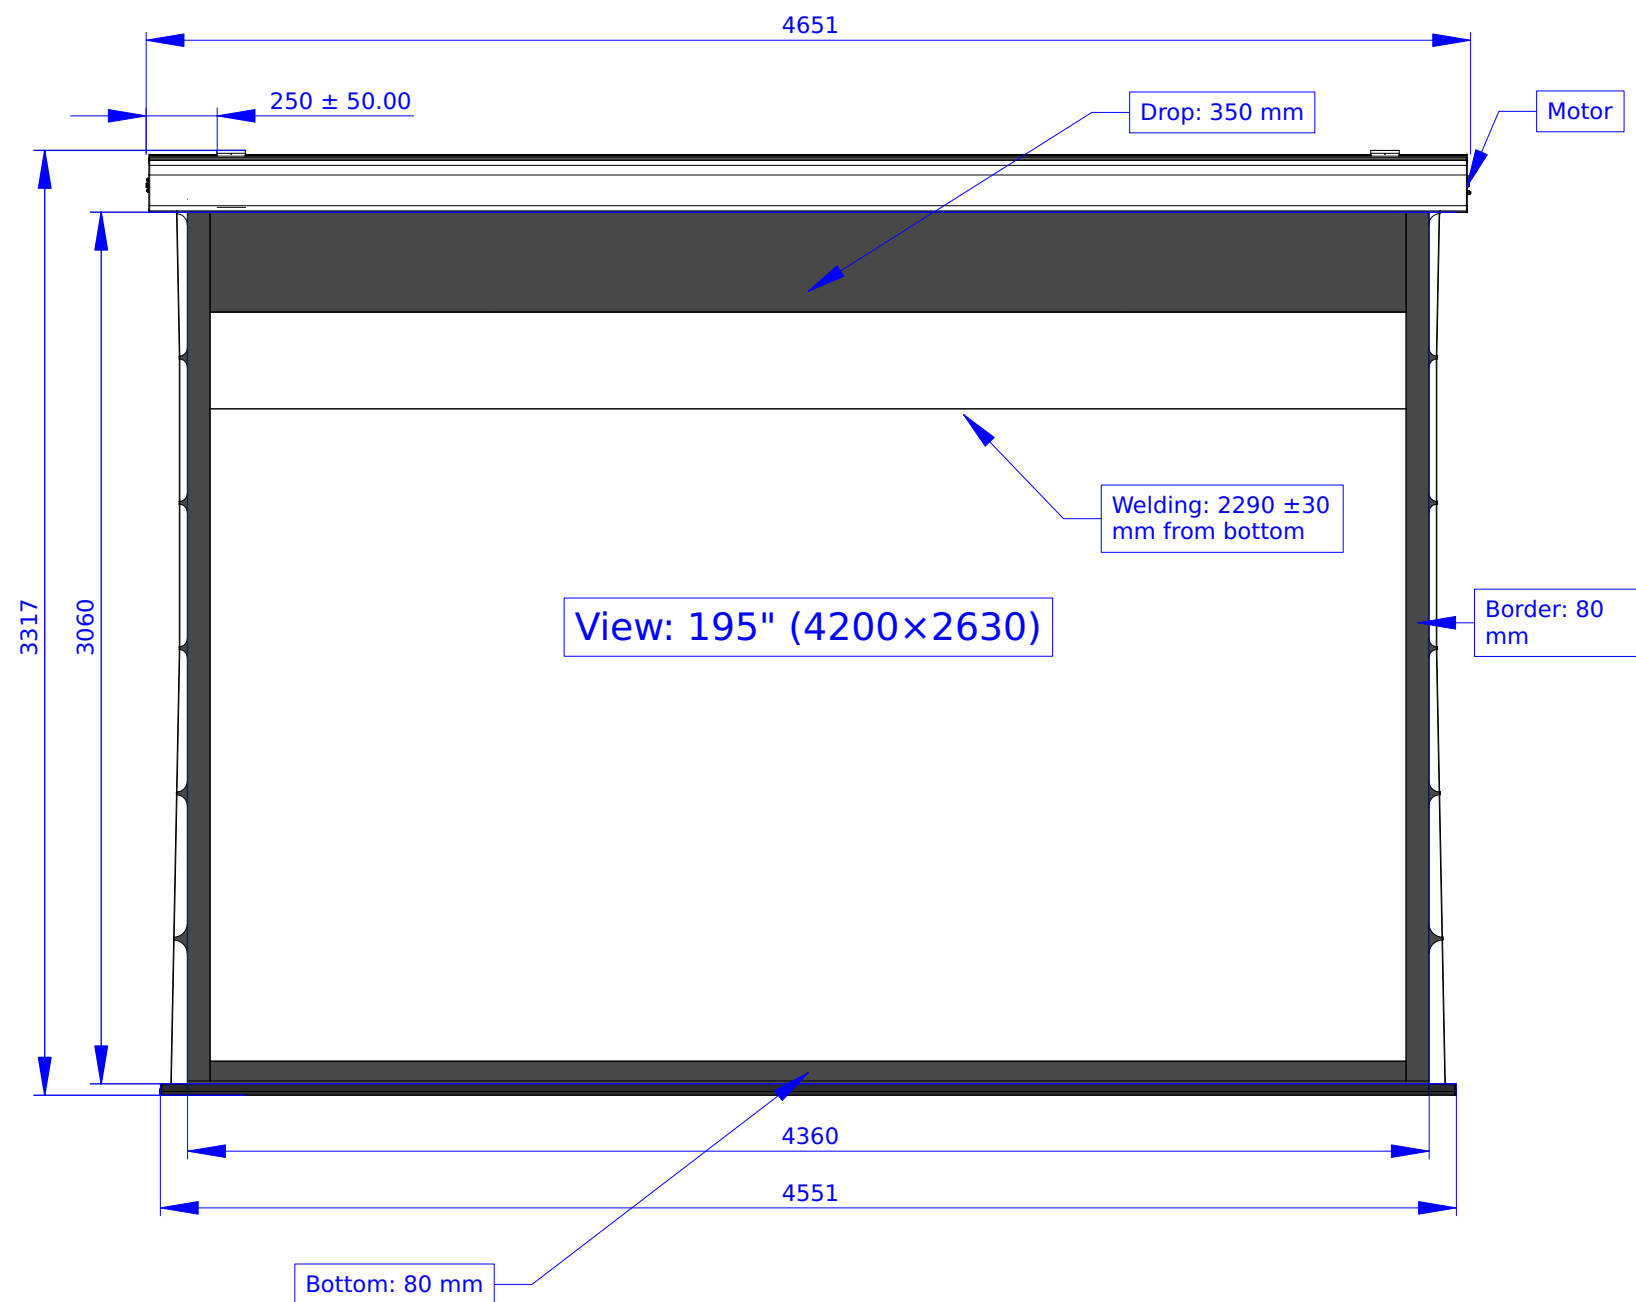 4651
250 ± 50.00
Drop: 350 mm
Motor
Welding: 2290 ±30
mm from bottom
View: 195" (4200×2630)
Border: 80
mm
3317
3060
4360
4551
Bottom: 80 mm